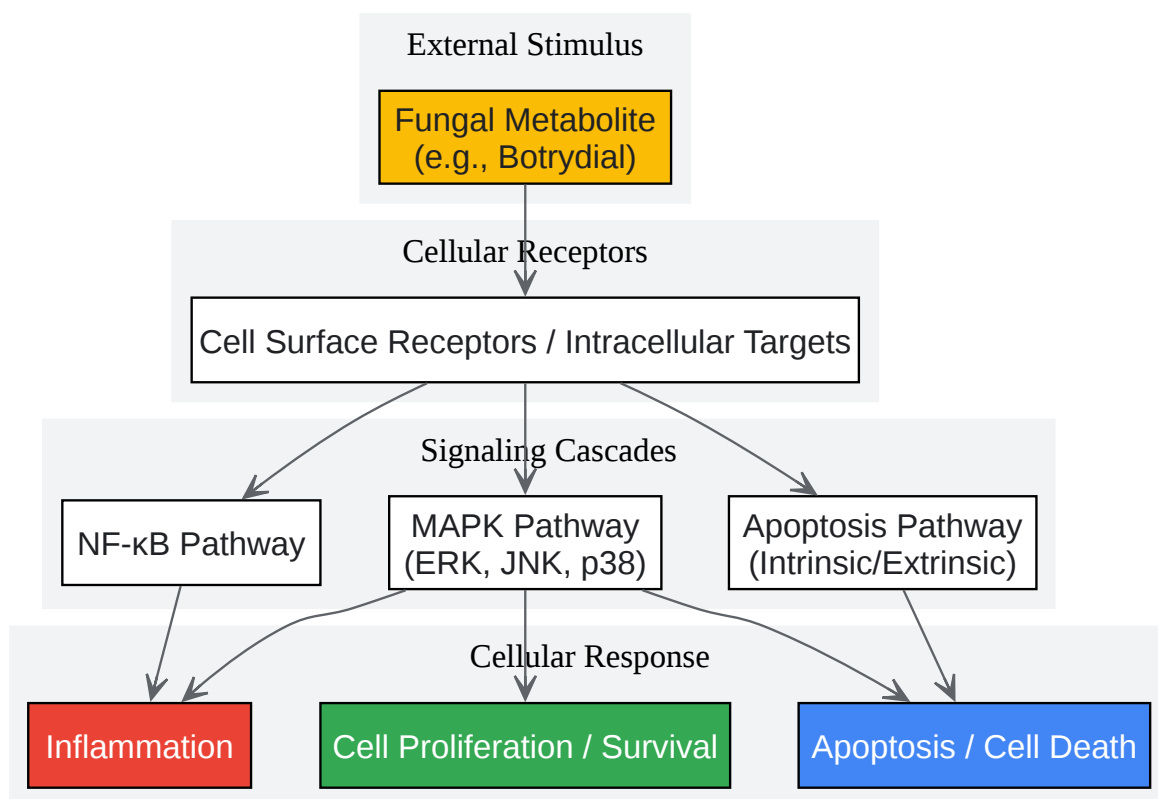 External Stimulus
Fungal Metabolite
(e.g., Botrydial)
Cellular Receptors
Cell Surface Receptors / Intracellular Targets
Signaling Cascades
NF-κB Pathway
MAPK Pathway
(ERK, JNK, p38)
Apoptosis Pathway
(Intrinsic/Extrinsic)
Cellular Response
Inflammation
Cell Proliferation / Survival
Apoptosis / Cell Death